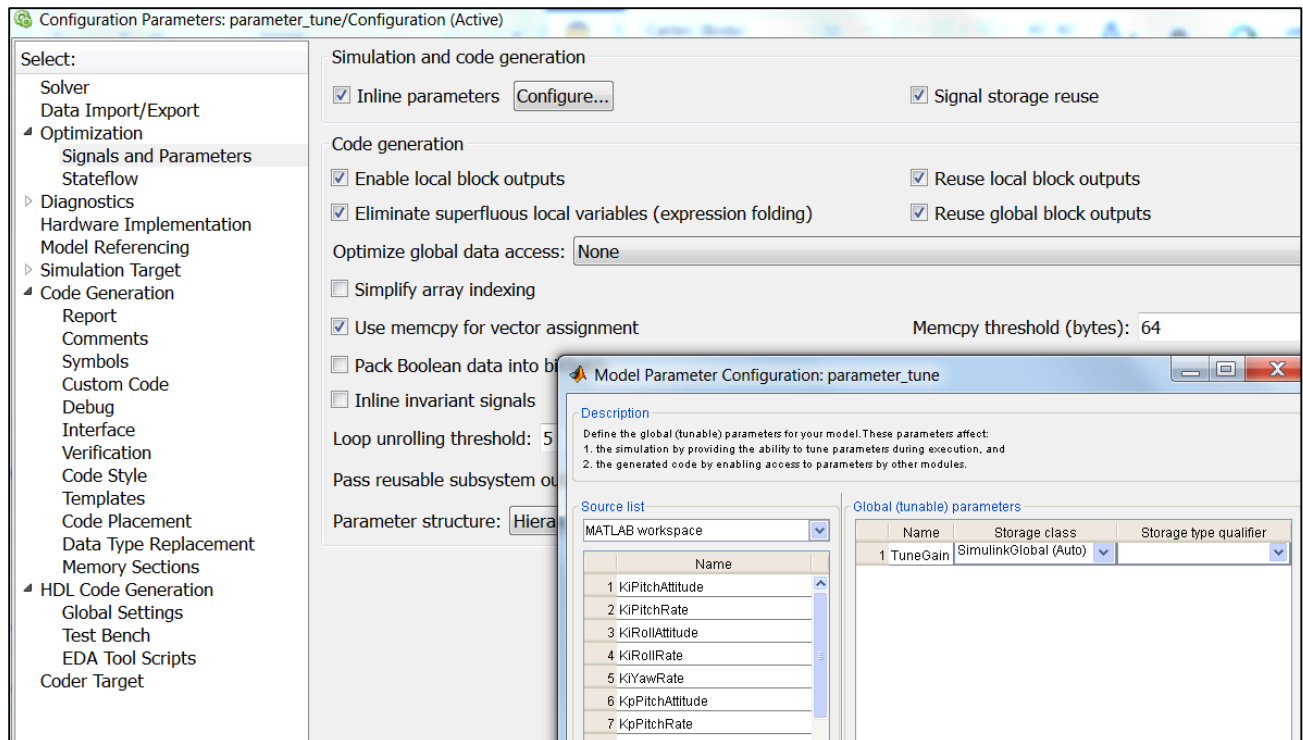 Configuration Parameters: parameter_tune/Configuration (Active)
Select:
Solver
Data Import/Export
Optimization
Signals and Parameters
Stateflow
Diagnostics
Hardware Implementation
Model Referencing
Simulation Target
Code Generation
Report
Comments
Symbols
Custom Code
Debug
Interface
Verification
Code Style
Templates
Code Placement
Data Type Replacement
Memory Sections
HDL Code Generation
Global Settings
Test Bench
EDA Tool Scripts
Coder Target
Simulation and code generation
Inline parameters Configure... Signal storage reuse
Code generation
Enable local block outputs Reuse local block outputs
Eliminate superfluous local variables (expression folding) Reuse global block outputs
Optimize global data access: None
Simplify array indexing
Use memcpy for vector assignment Memcpy threshold (bytes): 64
Pack Boolean data into
Inline invariant signals
Loop unrolling threshold: 5
Pass reusable subsystem
Parameter structure:
Model Parameter Configuration: parameter_tune
Description
Define the global (tunable) parameters for your model.These parameters affect:
1. the simulation by providing the ability to tune parameters during execution, and
2. the generated code by enabling access to parameters by other modules.
Source list
MATLAB workspace
Name
1 KiPitchAttitude
2 KiPitchRate
3 KiRollAttitude
4 KiRollRate
5 KiYawRate
6 KpPitchAttitude
7 KpPitchRate
Global (tunable) parameters
Name Storage class Storage type qualifier
1 TuneGain SimulinkGlobal (Auto)